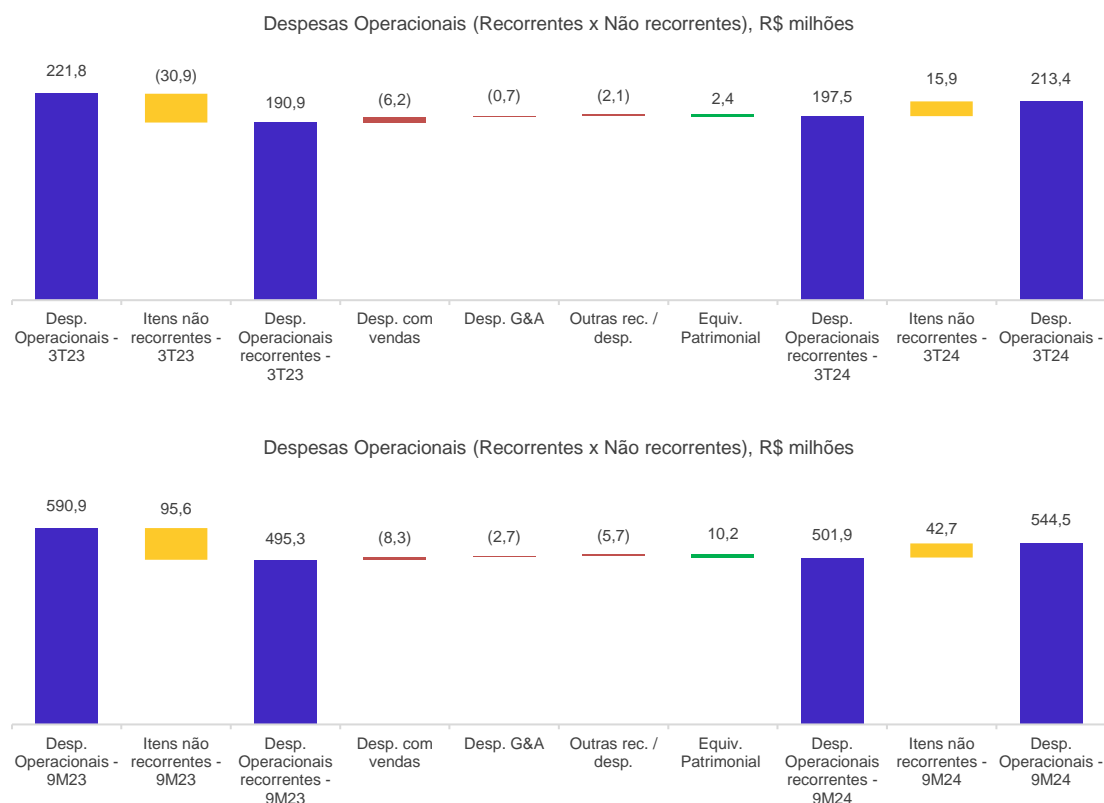 Despesas Operacionais (Recorrentes x Não recorrentes), R$ milhões
221,8
(30,9)
190,9
(6,2)
(0,7)
(2,1)
2,4
197,5
15,9
213,4
Desp.
Operacionais -
3T23
Itens não
recorrentes -
3T23
Desp.
Operacionais
recorrentes -
3T23
Desp. com
vendas
Desp. G&A
Outras rec. /
desp.
Equiv.
Patrimonial
Desp.
Operacionais
recorrentes -
3T24
Itens não
recorrentes -
3T24
Desp.
Operacionais -
3T24
Despesas Operacionais (Recorrentes x Não recorrentes), R$ milhões
590,9
95,6
495,3
(8,3)
(2,7)
(5,7)
10,2
501,9
42,7
544,5
Desp.
Operacionais -
9M23
Itens não
recorrentes -
9M23
Desp.
Operacionais
recorrentes -
9M23
Desp. com
vendas
Desp. G&A
Outras rec. /
desp.
Equiv.
Patrimonial
Desp.
Operacionais
recorrentes -
9M24
Itens não
recorrentes -
9M24
Desp.
Operacionais -
9M24